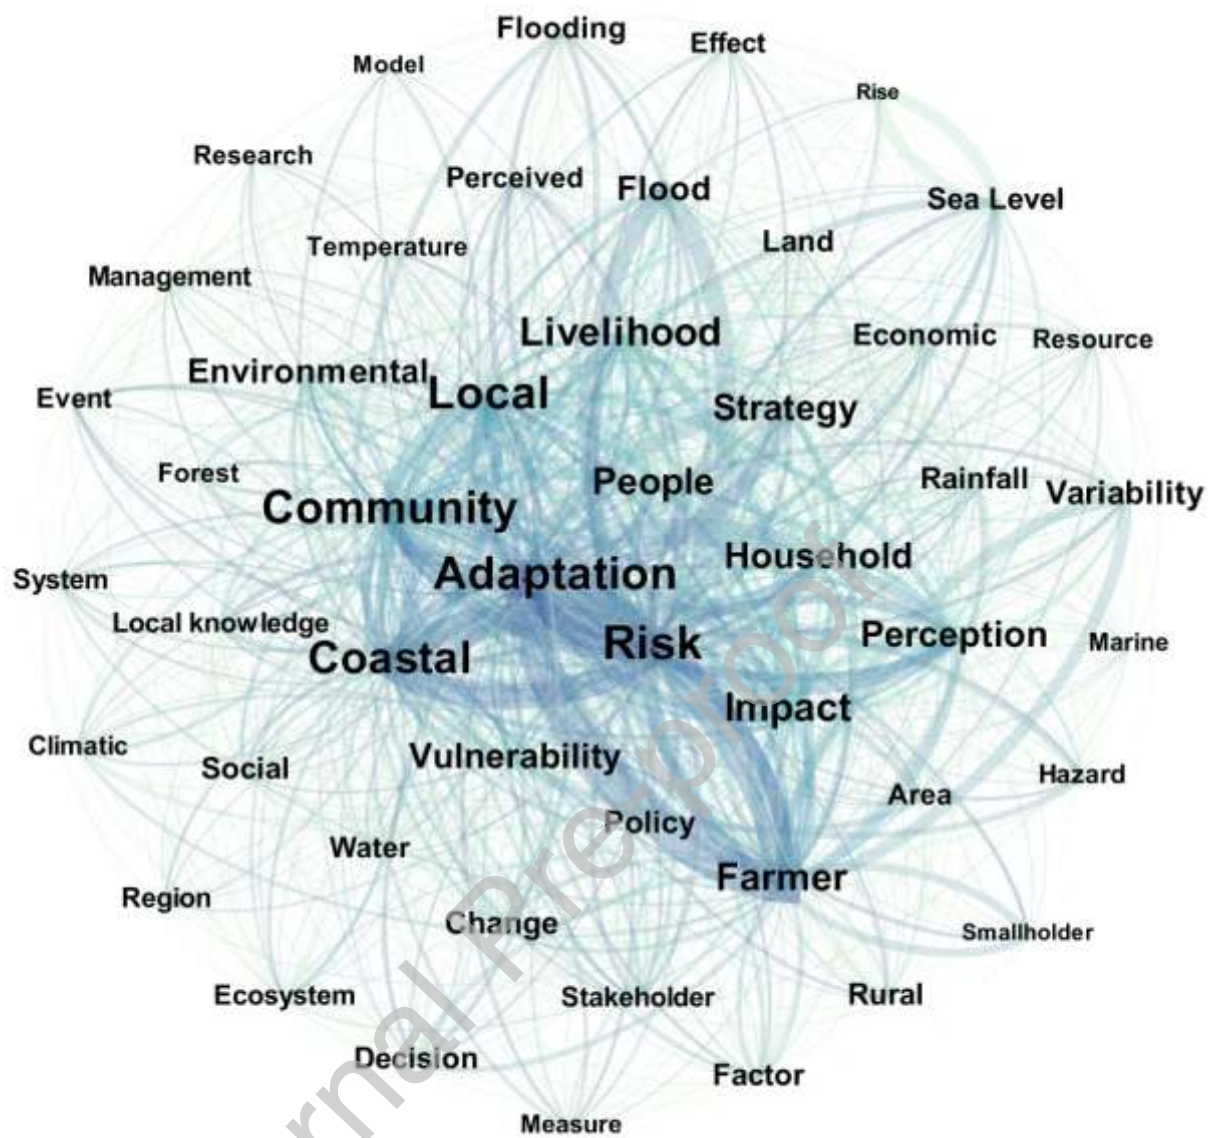 Flooding
Effect
Model
Rise
Research
Perceived
Flood
Sea Level
Temperature
Land
Management
Livelihood
Economic
Resource
Environmental
Local
Event
Strategy
Forest
People
Rainfall
Variability
Community
Household
Adaptation
System
Local knowledge
Risk
Perception
Marine
Coastal
Impact
Climatic
Social
Vulnerability
Hazard
Area
Policy
Water
Farmer
Region
Change
Smallholder
Ecosystem
Stakeholder
Rural
Decision
Factor
Measure
rnal Pre-proof